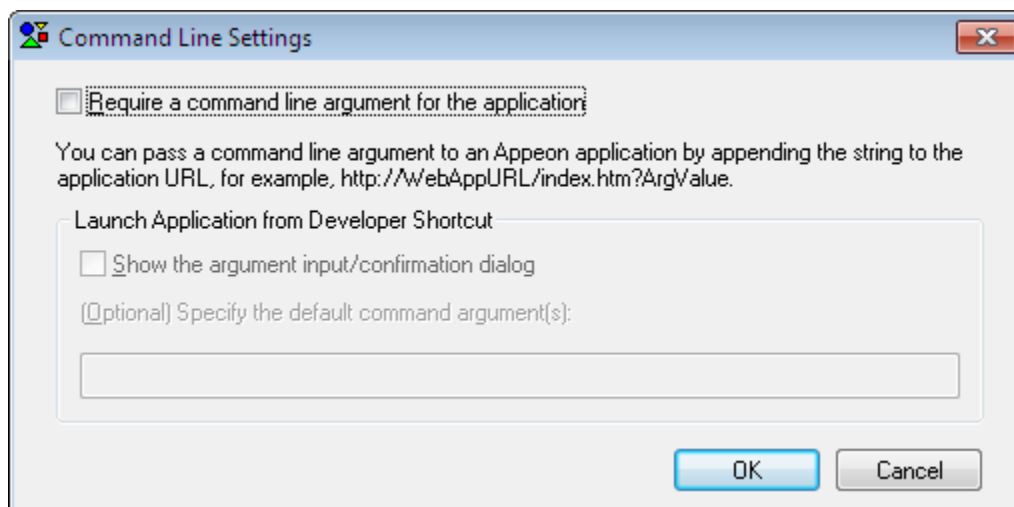 Command Line Settings
Require a command line argument for the application
You can pass a command line argument to an Appeon application by appending the string to the
application URL, for example, http://WebAppURL/index.htm?ArgValue.
Launch Application from Developer Shortcut
Show the argument input/confirmation dialog
(Optional) Specify the default command argument(s):
OK
Cancel